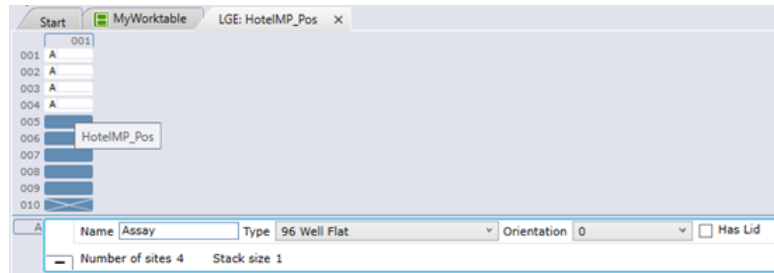 Start MyWorktable LGE: HotelMP_Pos X
001
001 A
002 A
003 A
004 A
005
006 HotelMP_Pos
007
008
009
010
A Name Assay Type 96 Well Flat Orientation 0 Has Lid
Number of sites 4 Stack size 1